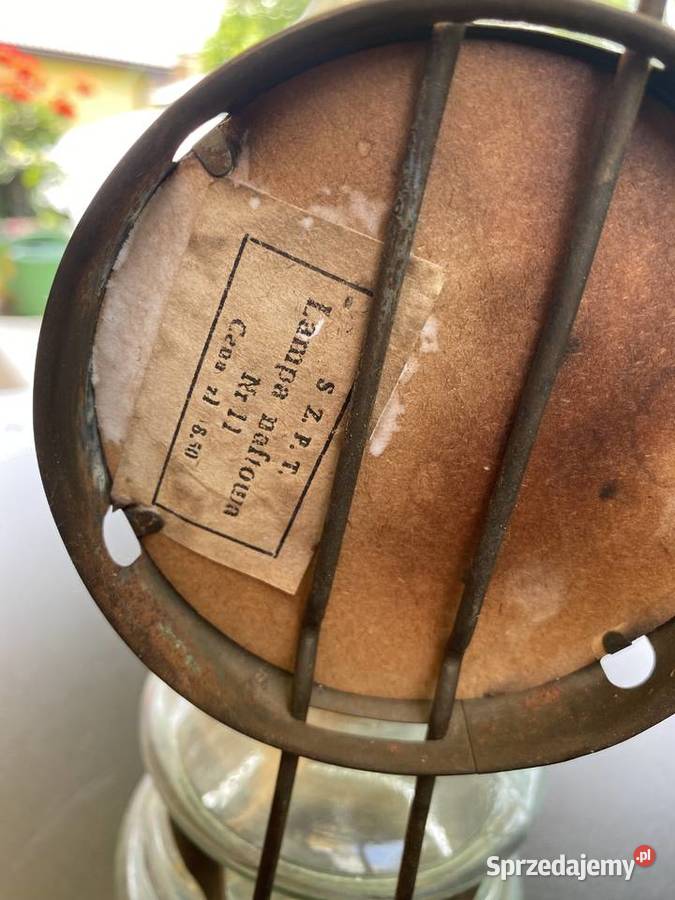 S. Z. P. T.
Lampa naftowa
Nr 11
Cena zł 8.50
Sprzedajemy.pl